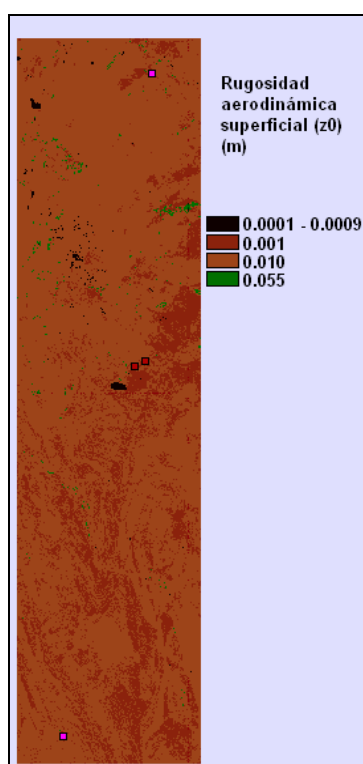 Rugosidad
aerodinámica
superficial (z0)
(m)
0.0001 - 0.0009
0.001
0.010
0.055